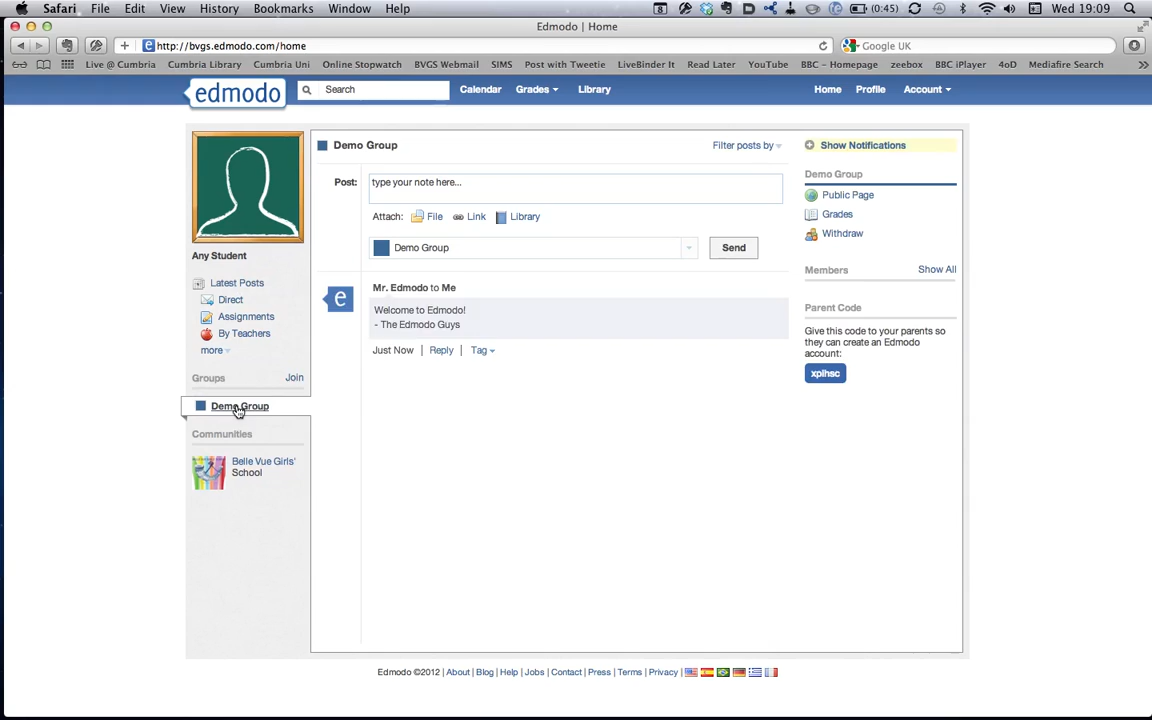 Safari File Edit View History Bookmarks Window Help (0:45) Wed 19:09
Edmodo | Home
http://bvgs.edmodo.com/home Google UK
Live @ Cumbria Cumbria Library Cumbria Uni Online Stopwatch BVGS Webmail SIMS Post with Tweetie LiveBinder It Read Later YouTube BBC – Homepage zeebox BBC iPlayer 4oD Mediafire Search
edmodo Search Calendar Grades Library Home Profile Account
Any Student
Latest Posts
Direct
Assignments
By Teachers
more
Groups Join
Demo Group
Communities
Belle Vue Girls'
School
Demo Group Filter posts by
Post: type your note here...
Attach: File Link Library
Demo Group Send
Mr. Edmodo to Me
e
Welcome to Edmodo!
- The Edmodo Guys
Just Now | Reply | Tag
Show Notifications
Demo Group
Public Page
Grades
Withdraw
Members Show All
Parent Code
Give this code to your parents so
they can create an Edmodo
account:
xplhsc
Edmodo ©2012 | About | Blog | Help | Jobs | Contact | Press | Terms | Privacy |